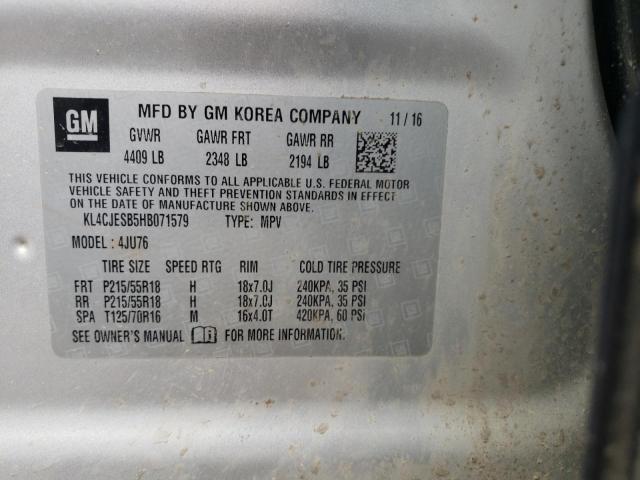 GM MFD BY GM KOREA COMPANY 11 / 16
GVWR GAWR FRT GAWR RR
4409 LB 2348 LB 2194 LB
THIS VEHICLE CONFORMS TO ALL APPLICABLE U.S. FEDERAL MOTOR
VEHICLE SAFETY AND THEFT PREVENTION STANDARDS IN EFFECT
ON THE DATE OF MANUFACTURE SHOWN ABOVE.
KL4CJESB5HB071579 TYPE: MPV
MODEL : 4JU76
TIRE SIZE SPEED RTG RIM COLD TIRE PRESSURE
FRT P215/55R18 H 18x7.0J 240KPA, 35 PSI
RR P215/55R18 H 18x7.0J 240KPA, 35 PSI
SPA T125/70R16 M 16x4.0T 420KPA, 60 PSI
SEE OWNER'S MANUAL FOR MORE INFORMATION.